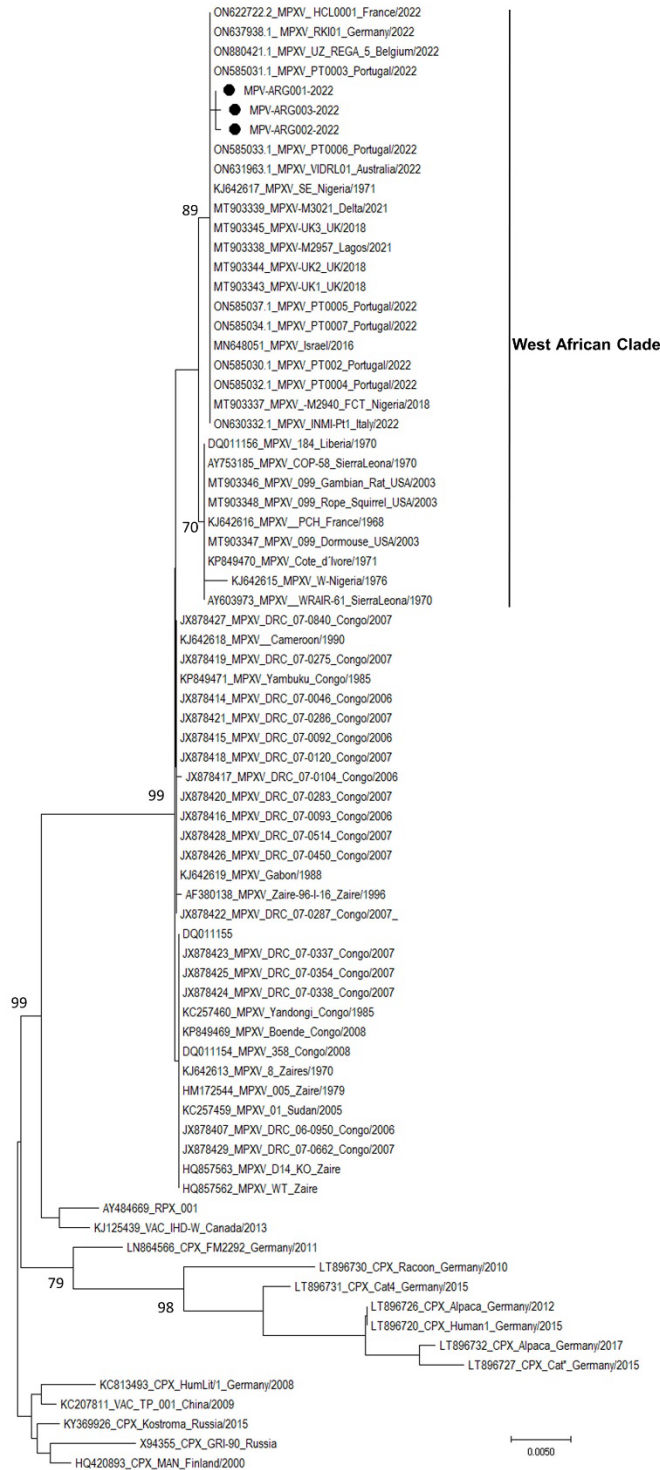 ON622722.2_MPXV_ HCL0001_France/2022
ON637938.1_ MPXV_RKI01_Germany/2022
ON880421.1_MPXV_UZ_REGA_5_Belgium/2022
ON585031.1_MPXV_PT0003_Portugal/2022
MPV-ARG001-2022
MPV-ARG003-2022
MPV-ARG002-2022
ON585033.1_MPXV_PT0006_Portugal/2022
ON631963.1_MPXV_VIDRL01_Australia/2022
KJ642617_MPXV_SE_Nigeria/1971
89
MT903339_MPXV-M3021_Delta/2021
MT903345_MPXV-UK3_UK/2018
MT903338_MPXV-M2957_Lagos/2021
MT903344_MPXV-UK2_UK/2018
MT903343_MPXV-UK1_UK/2018
ON585037.1_MPXV_PT0005_Portugal/2022
ON585034.1_MPXV_PT0007_Portugal/2022
MN648051_MPXV_Israel/2016
West African Clade
ON585030.1_MPXV_PT002_Portugal/2022
ON585032.1_MPXV_PT0004_Portugal/2022
MT903337_MPXV_-M2940_FCT_Nigeria/2018
ON630332.1_MPXV_INMI-Pt1_Italy/2022
DQ011156_MPXV_184_Liberia/1970
AY753185_MPXV_COP-58_SierraLeona/1970
MT903346_MPXV_099_Gambian_Rat_USA/2003
MT903348_MPXV_099_Rope_Squirrel_USA/2003
70
KJ642616_MPXV__PCH_France/1968
MT903347_MPXV_099_Dormouse_USA/2003
KP849470_MPXV_Cote_d´Ivore/1971
KJ642615_MPXV_W-Nigeria/1976
AY603973_MPXV__WRAIR-61_SierraLeona/1970
JX878427_MPXV_DRC_07-0840_Congo/2007
KJ642618_MPXV__Cameroon/1990
JX878419_MPXV_DRC_07-0275_Congo/2007
KP849471_MPXV_Yambuku_Congo/1985
JX878414_MPXV_DRC_07-0046_Congo/2006
JX878421_MPXV_DRC_07-0286_Congo/2007
JX878415_MPXV_DRC_07-0092_Congo/2006
JX878418_MPXV_DRC_07-0120_Congo/2007
JX878417_MPXV_DRC_07-0104_Congo/2006
99
JX878420_MPXV_DRC_07-0283_Congo/2007
JX878416_MPXV_DRC_07-0093_Congo/2006
JX878428_MPXV_DRC_07-0514_Congo/2007
JX878426_MPXV_DRC_07-0450_Congo/2007
KJ642619_MPXV_Gabon/1988
AF380138_MPXV_Zaire-96-I-16_Zaire/1996
JX878422_MPXV_DRC_07-0287_Congo/2007_
DQ011155
JX878423_MPXV_DRC_07-0337_Congo/2007
JX878425_MPXV_DRC_07-0354_Congo/2007
99
JX878424_MPXV_DRC_07-0338_Congo/2007
KC257460_MPXV_Yandongi_Congo/1985
KP849469_MPXV_Boende_Congo/2008
DQ011154_MPXV_358_Congo/2008
KJ642613_MPXV_8_Zaires/1970
HM172544_MPXV_005_Zaire/1979
KC257459_MPXV_01_Sudan/2005
JX878407_MPXV_DRC_06-0950_Congo/2006
JX878429_MPXV_DRC_07-0662_Congo/2007
HQ857563_MPXV_D14_KO_Zaire
HQ857562_MPXV_WT_Zaire
AY484669_RPX_001
KJ125439_VAC_IHD-W_Canada/2013
LN864566_CPX_FM2292_Germany/2011
LT896730_CPX_Racoon_Germany/2010
79
LT896731_CPX_Cat4_Germany/2015
98
LT896726_CPX_Alpaca_Germany/2012
LT896720_CPX_Human1_Germany/2015
LT896732_CPX_Alpaca_Germany/2017
LT896727_CPX_Cat"_Germany/2015
KC813493_CPX_HumLit/1_Germany/2008
KC207811_VAC_TP_001_China/2009
KY369926_CPX_Kostroma_Russia/2015
X94355_CPX_GRI-90_Russia
HQ420893_CPX_MAN_Finland/2000
0.0050